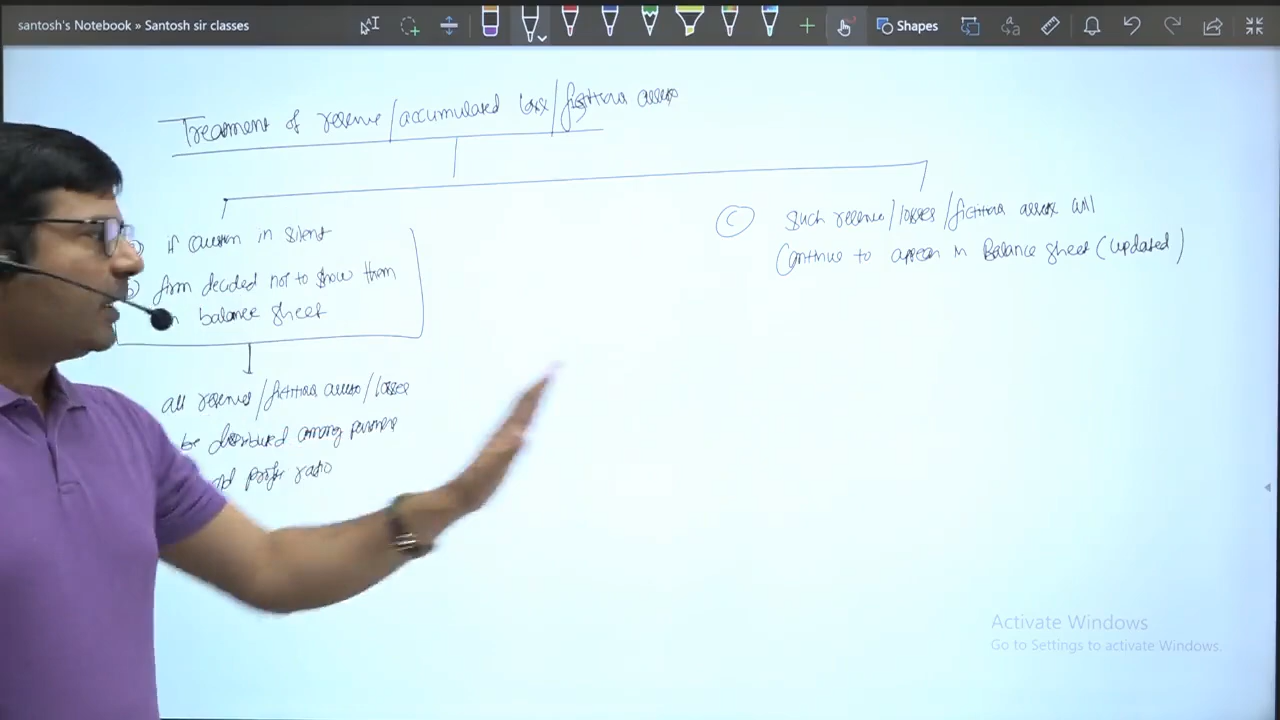 santosh's Notebook » Santosh sir classes
Shapes
Treatment of reserve/accumulated loss/fictitious assets
if Question in silent
firm decided not to show them
balance sheet
all reserves/fictitious assets/losses
be distributed among partners
old profit ratio
C Such reserve/losses/fictitious assets will
Continue to appear in Balance sheet (updated)
Activate Windows
Go to Settings to activate Windows.